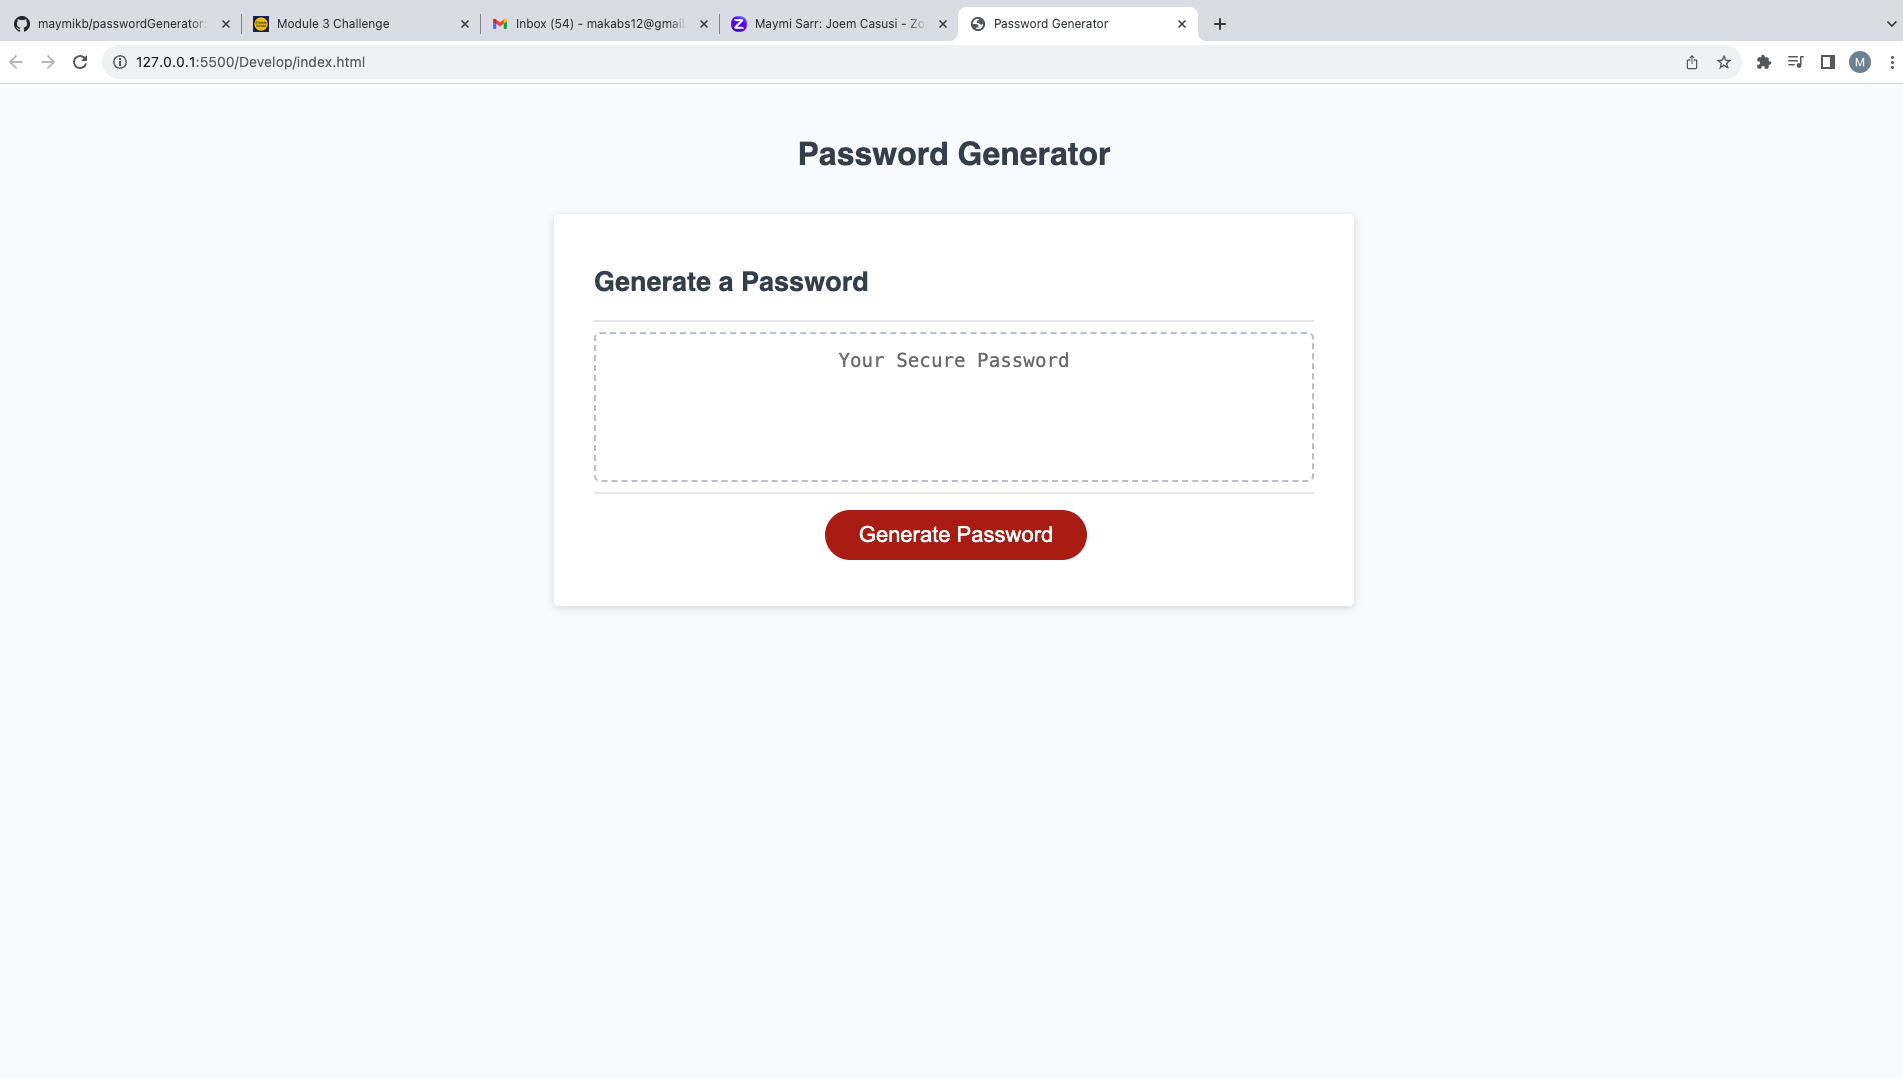 maymikb/passwordGenerator:
Module 3 Challenge
Inbox (54) - makabs12@gmail
Maymi Sarr: Joem Casusi - Zo
Password Generator
127.0.0.1:5500/Develop/index.html
M
Password Generator
Generate a Password
Your Secure Password
Generate Password